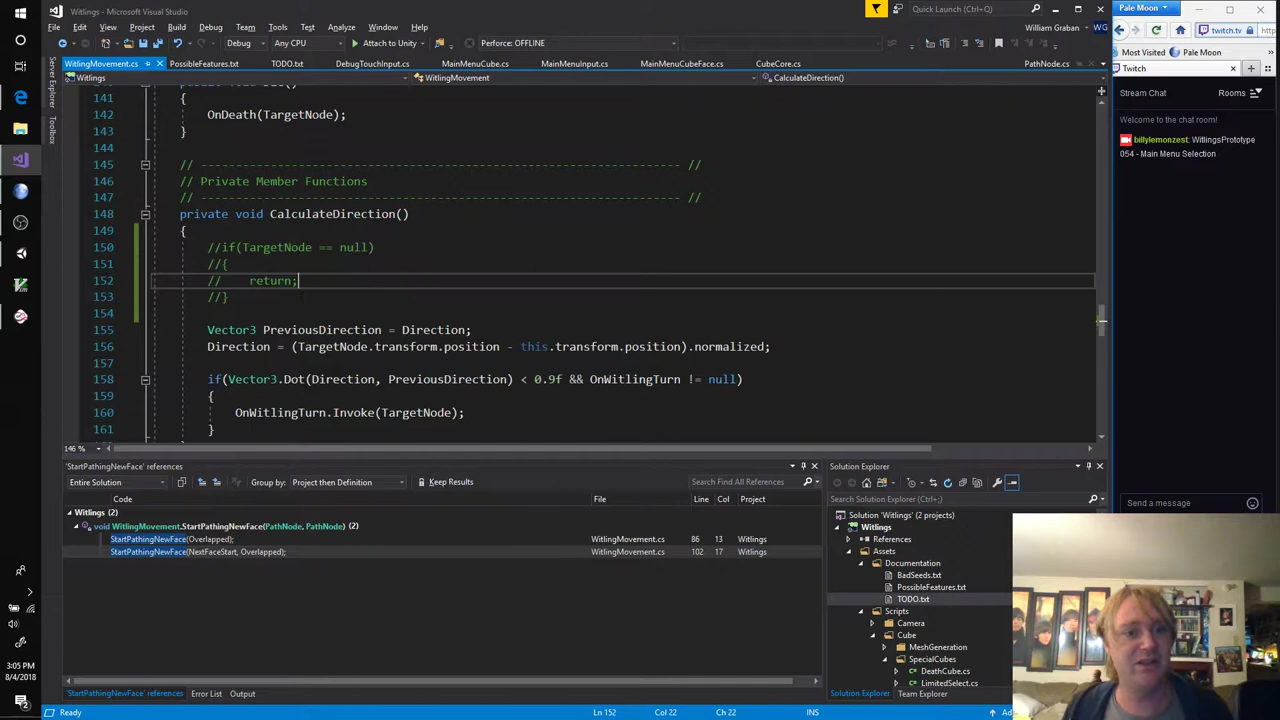 Witlings - Microsoft Visual Studio
Quick Launch (Ctrl+Q)
Pale Moon
File Edit View Project Build Debug Team Tools Test Analyze Window Help
William Graban WG
Debug Any CPU Attach to Unity Perforce: OFFLINE
twitch.tv
Most Visited Pale Moon
WitlingMovement.cs PossibleFeatures.txt TODO.txt DebugTouchInput.cs MainMenuCube.cs MainMenuInput.cs MainMenuCubeFace.cs CubeCore.cs PathNode.cs
Twitch
Witlings WitlingMovement CalculateDirection()
Server Explorer
Toolbox
Stream Chat Rooms
Welcome to the chat room!
billylemonzest: WitlingsPrototype
054 - Main Menu Selection
141 {
142 OnDeath(TargetNode);
143 }
144
145 // -------------------------------------------------------------------- //
146 // Private Member Functions
147 // -------------------------------------------------------------------- //
148 private void CalculateDirection()
149 {
150 //if(TargetNode == null)
151 //{
152 // return;
153 //}
154
155 Vector3 PreviousDirection = Direction;
156 Direction = (TargetNode.transform.position - this.transform.position).normalized;
157
158 if(Vector3.Dot(Direction, PreviousDirection) < 0.9f && OnWitlingTurn != null)
159 {
160 OnWitlingTurn.Invoke(TargetNode);
161 }
146 %
'StartPathingNewFace' references
Entire Solution Group by: Project then Definition Keep Results Search Find All References
Code File Line Col Project
Witlings (2)
void WitlingMovement.StartPathingNewFace(PathNode, PathNode) (2)
StartPathingNewFace(Overlapped); WitlingMovement.cs 86 13 Witlings
StartPathingNewFace(NextFaceStart, Overlapped); WitlingMovement.cs 102 17 Witlings
Solution Explorer
Search Solution Explorer (Ctrl+;)
Solution 'Witlings' (2 projects)
Witlings
References
Assets
Documentation
BadSeeds.txt
PossibleFeatures.txt
TODO.txt
Scripts
Camera
Cube
MeshGeneration
SpecialCubes
DeathCube.cs
LimitedSelect.cs
Send a message
'StartPathingNewFace' references Error List Output
Solution Explorer Team Explorer
Ready Ln 152 Col 22 Ch 22 INS
3:05 PM
8/4/2018
2